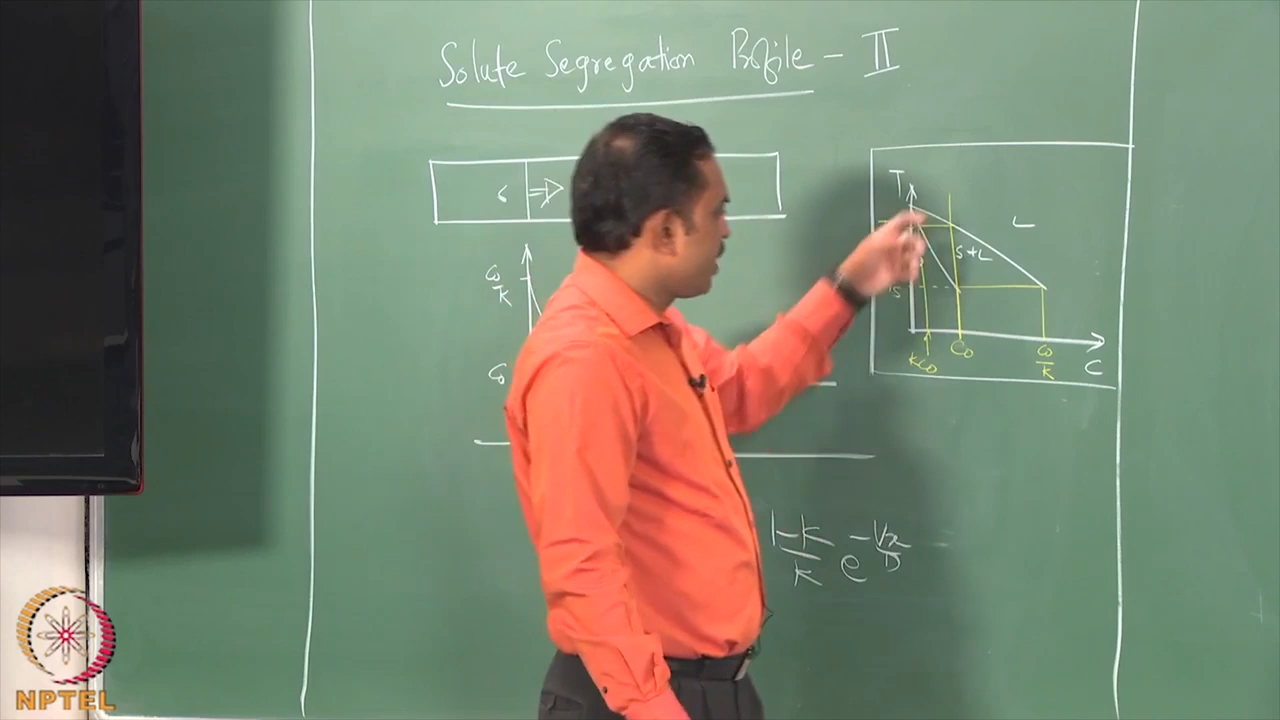 Solute Segregation Profile - II
T
L
S+L
C₀/K
C₀
KC₀
C₀
C₀/K
C
1-K/K e^(-Vx/D) =
NPTEL